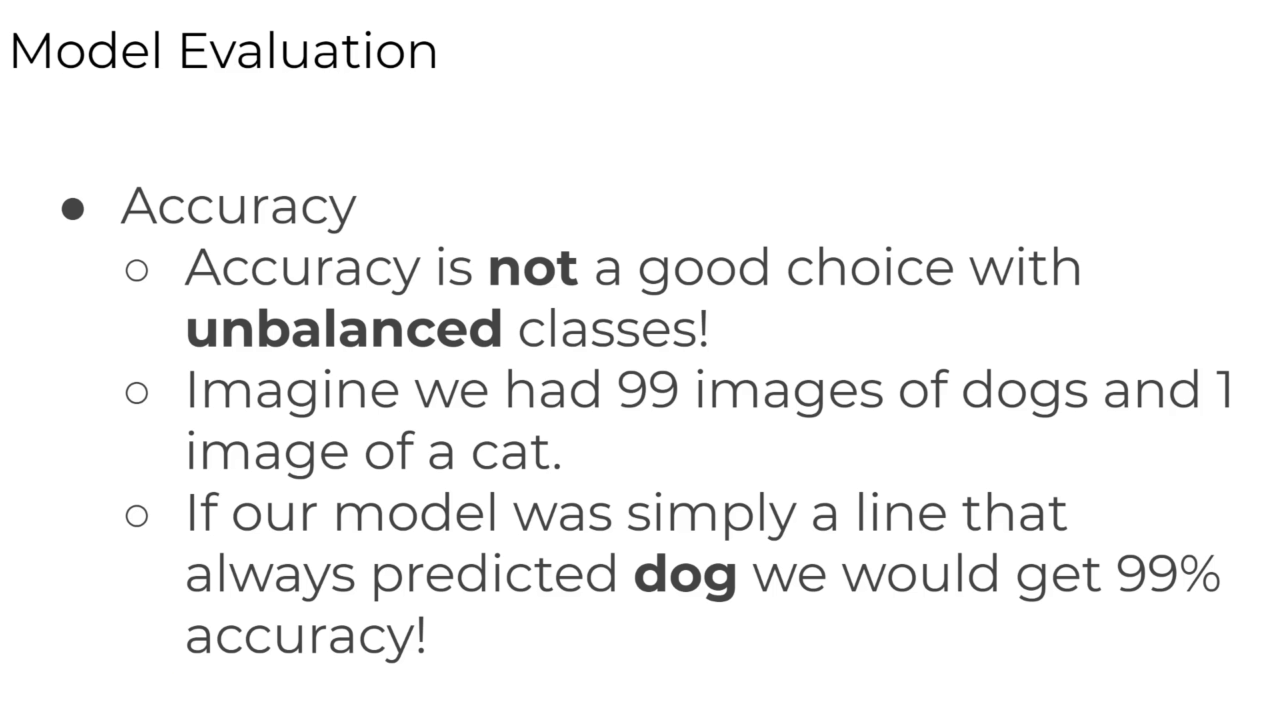 Model Evaluation
● Accuracy
○ Accuracy is not a good choice with
unbalanced classes!
○ Imagine we had 99 images of dogs and 1
image of a cat.
○ If our model was simply a line that
always predicted dog we would get 99%
accuracy!